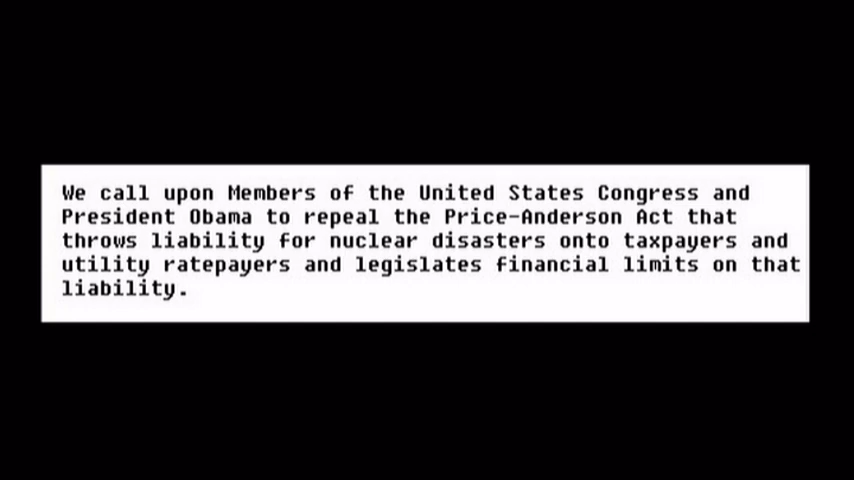 We call upon Members of the United States Congress and
President Obama to repeal the Price-Anderson Act that
throws liability for nuclear disasters onto taxpayers and
utility ratepayers and legislates financial limits on that
liability.